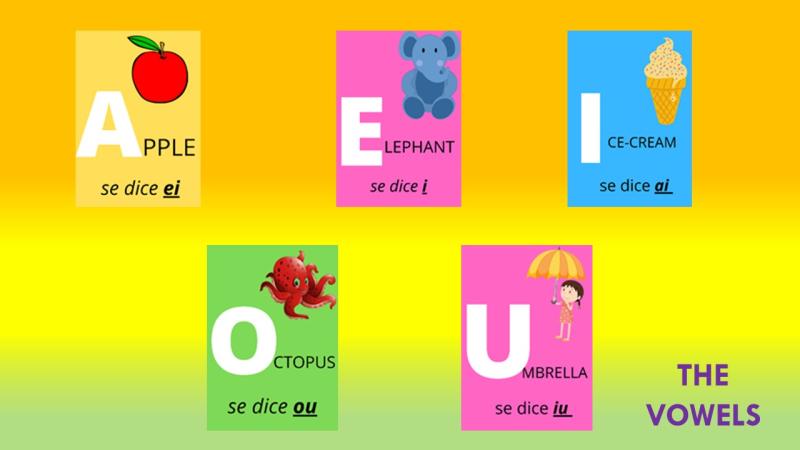 APPLE
se dice ei
ELEPHANT
se dice i
ICE-CREAM
se dice ai
OCTOPUS
se dice ou
UMBRELLA
se dice iu
THE
VOWELS